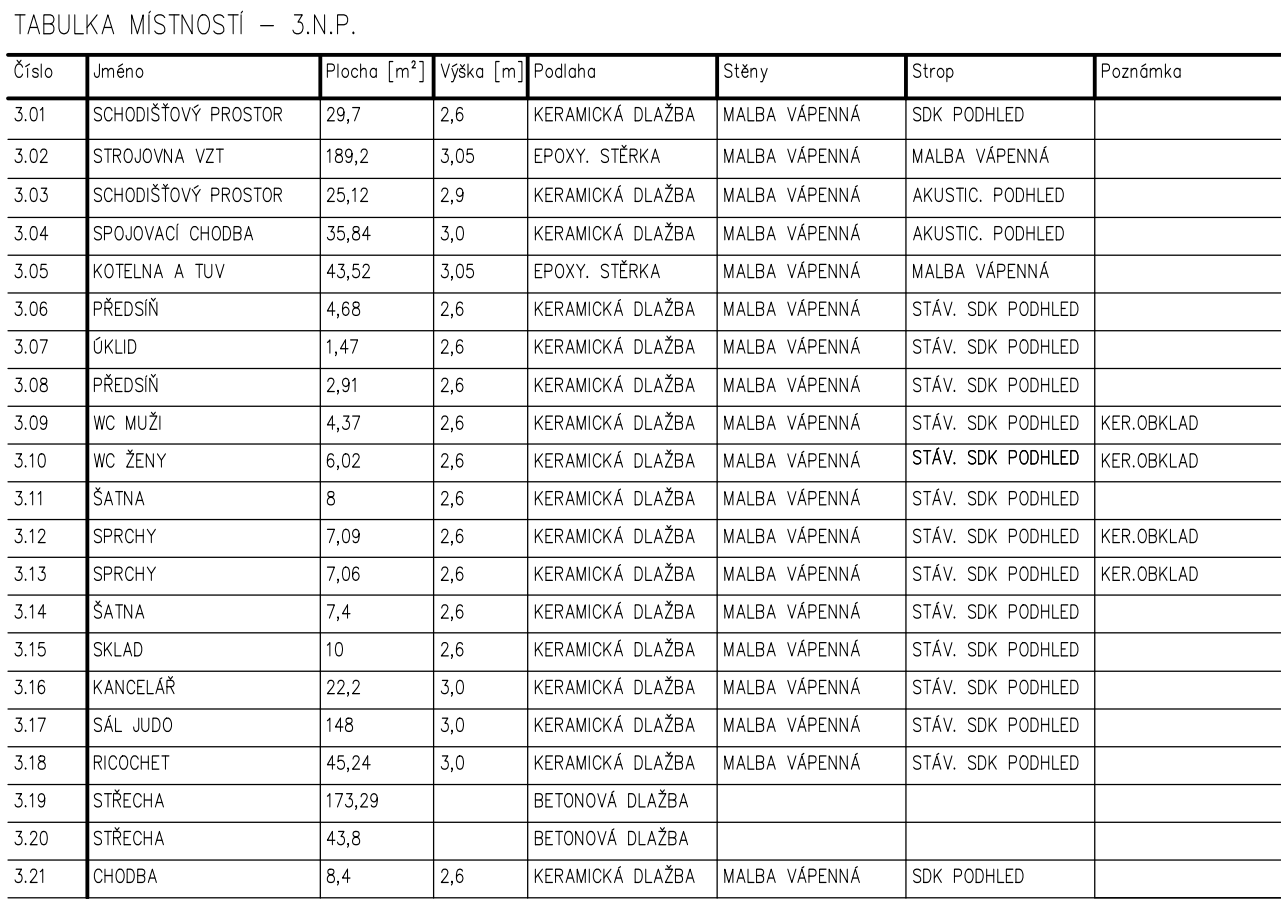 TABULKA MÍSTNOSTÍ – 3.N.P.
Číslo Jméno Plocha [m²] Výška [m] Podlaha Stěny Strop Poznámka
3.01 SCHODIŠŤOVÝ PROSTOR 29,7 2,6 KERAMICKÁ DLAŽBA MALBA VÁPENNÁ SDK PODHLED
3.02 STROJOVNA VZT 189,2 3,05 EPOXY. STĚRKA MALBA VÁPENNÁ MALBA VÁPENNÁ
3.03 SCHODIŠŤOVÝ PROSTOR 25,12 2,9 KERAMICKÁ DLAŽBA MALBA VÁPENNÁ AKUSTIC. PODHLED
3.04 SPOJOVACÍ CHODBA 35,84 3,0 KERAMICKÁ DLAŽBA MALBA VÁPENNÁ AKUSTIC. PODHLED
3.05 KOTELNA A TUV 43,52 3,05 EPOXY. STĚRKA MALBA VÁPENNÁ MALBA VÁPENNÁ
3.06 PŘEDSÍŇ 4,68 2,6 KERAMICKÁ DLAŽBA MALBA VÁPENNÁ STÁV. SDK PODHLED
3.07 ÚKLID 1,47 2,6 KERAMICKÁ DLAŽBA MALBA VÁPENNÁ STÁV. SDK PODHLED
3.08 PŘEDSÍŇ 2,91 2,6 KERAMICKÁ DLAŽBA MALBA VÁPENNÁ STÁV. SDK PODHLED
3.09 WC MUŽI 4,37 2,6 KERAMICKÁ DLAŽBA MALBA VÁPENNÁ STÁV. SDK PODHLED KER.OBKLAD
3.10 WC ŽENY 6,02 2,6 KERAMICKÁ DLAŽBA MALBA VÁPENNÁ STÁV. SDK PODHLED KER.OBKLAD
3.11 ŠATNA 8 2,6 KERAMICKÁ DLAŽBA MALBA VÁPENNÁ STÁV. SDK PODHLED
3.12 SPRCHY 7,09 2,6 KERAMICKÁ DLAŽBA MALBA VÁPENNÁ STÁV. SDK PODHLED KER.OBKLAD
3.13 SPRCHY 7,06 2,6 KERAMICKÁ DLAŽBA MALBA VÁPENNÁ STÁV. SDK PODHLED KER.OBKLAD
3.14 ŠATNA 7,4 2,6 KERAMICKÁ DLAŽBA MALBA VÁPENNÁ STÁV. SDK PODHLED
3.15 SKLAD 10 2,6 KERAMICKÁ DLAŽBA MALBA VÁPENNÁ STÁV. SDK PODHLED
3.16 KANCELÁŘ 22,2 3,0 KERAMICKÁ DLAŽBA MALBA VÁPENNÁ STÁV. SDK PODHLED
3.17 SÁL JUDO 148 3,0 KERAMICKÁ DLAŽBA MALBA VÁPENNÁ STÁV. SDK PODHLED
3.18 RICOCHET 45,24 3,0 KERAMICKÁ DLAŽBA MALBA VÁPENNÁ STÁV. SDK PODHLED
3.19 STŘECHA 173,29 BETONOVÁ DLAŽBA
3.20 STŘECHA 43,8 BETONOVÁ DLAŽBA
3.21 CHODBA 8,4 2,6 KERAMICKÁ DLAŽBA MALBA VÁPENNÁ SDK PODHLED